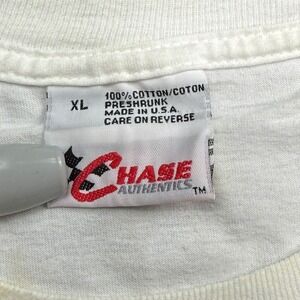 XL
100% COTTON/COTON
PRESHRUNK
MADE IN U.S.A.
CARE ON REVERSE
CHASE
AUTHENTICS TM